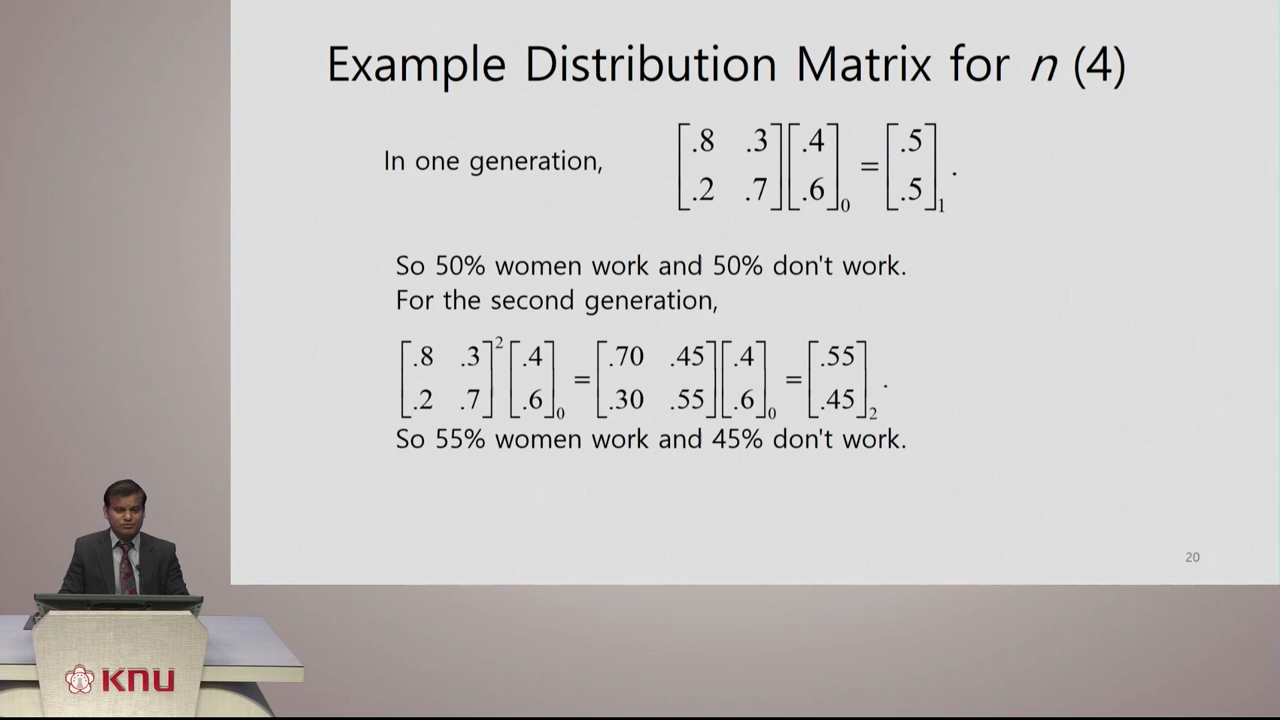 Example Distribution Matrix for n (4)
In one generation, [.8 .3; .2 .7] [.4; .6]₀ = [.5; .5]₁.
So 50% women work and 50% don't work.
For the second generation,
[.8 .3; .2 .7]² [.4; .6]₀ = [.70 .45; .30 .55] [.4; .6]₀ = [.55; .45]₂.
So 55% women work and 45% don't work.
20
KNU